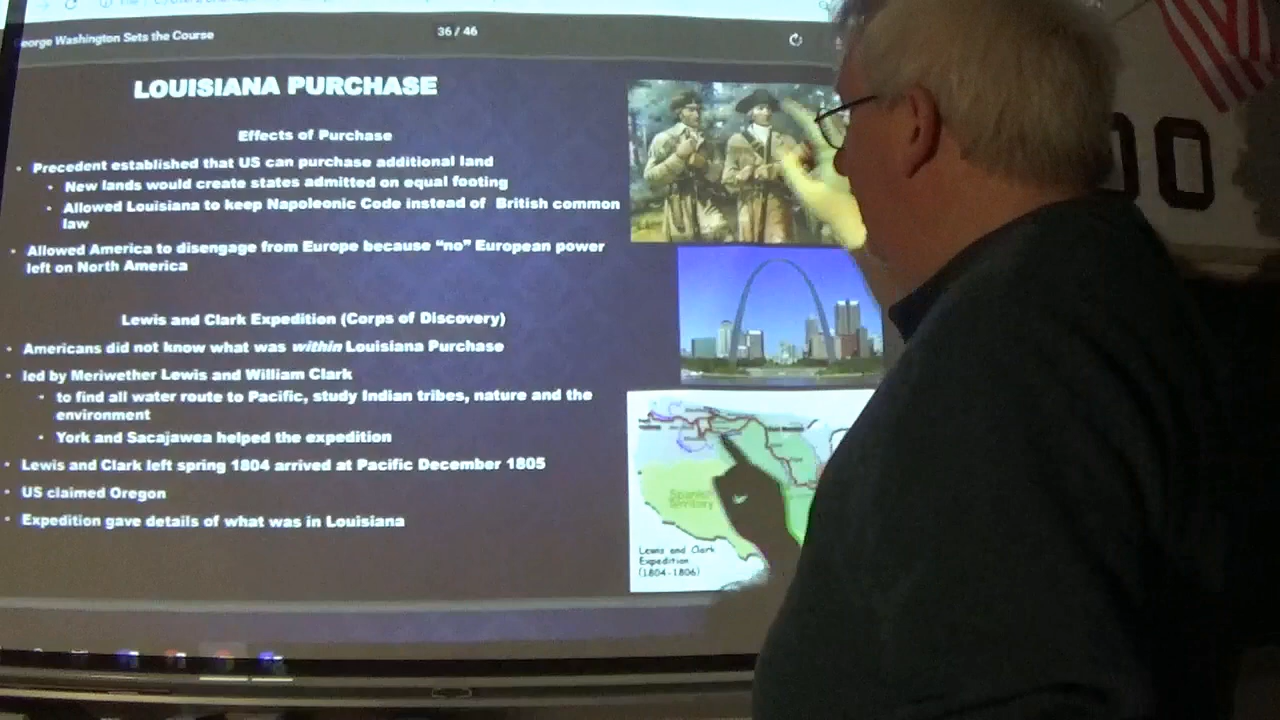 eorge Washington Sets the Course
36 / 46
LOUISIANA PURCHASE
Effects of Purchase
• Precedent established that US can purchase additional land
• New lands would create states admitted on equal footing
• Allowed Louisiana to keep Napoleonic Code instead of British common
law
• Allowed America to disengage from Europe because “no” European power
left on North America
Lewis and Clark Expedition (Corps of Discovery)
• Americans did not know what was within Louisiana Purchase
• led by Meriwether Lewis and William Clark
• to find all water route to Pacific, study Indian tribes, nature and the
environment
• York and Sacajawea helped the expedition
• Lewis and Clark left spring 1804 arrived at Pacific December 1805
• US claimed Oregon
• Expedition gave details of what was in Louisiana
Spanish
Territory
Lewis and Clark
Expedition
(1804-1806)
00